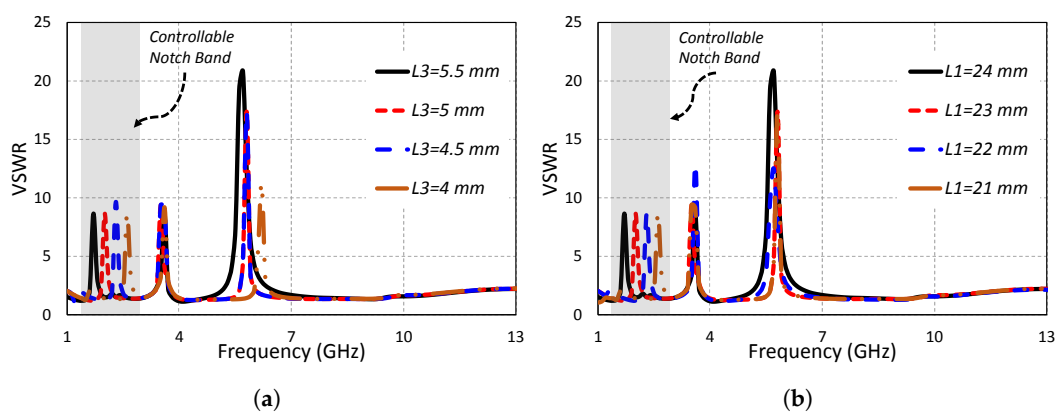 25
20
15
10
5
0
VSWR
1
4
7
10
13
Frequency (GHz)
Controllable
Notch Band
L3=5.5 mm
L3=5 mm
L3=4.5 mm
L3=4 mm
(a)
25
20
15
10
5
0
VSWR
1
4
7
10
13
Frequency (GHz)
Controllable
Notch Band
L1=24 mm
L1=23 mm
L1=22 mm
L1=21 mm
(b)